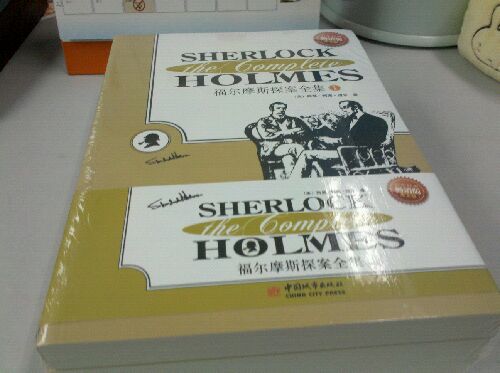 SHERLOCK
the Complete
HOLMES
福尔摩斯探案全集 1
SHERLOCK
the Complete
HOLMES
福尔摩斯探案全集
中国城市出版社
CHINA CITY PRESS